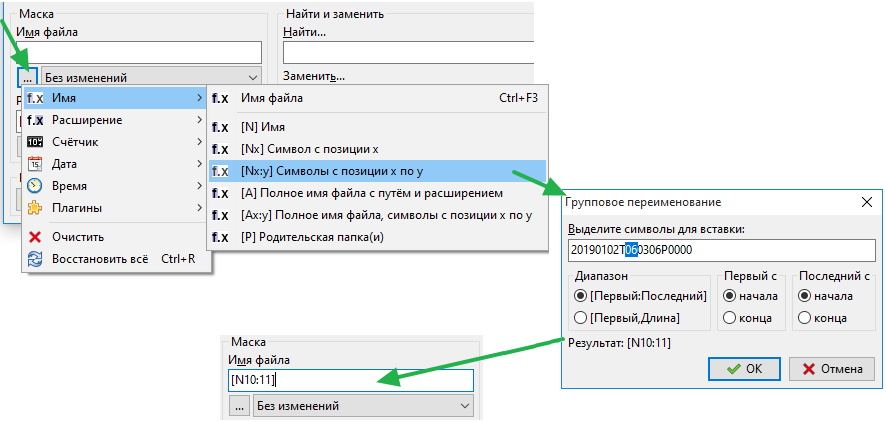 Маска
Имя файла
...
Без изменений
Найти и заменить
Найти...
Заменить...
f.x Имя
f.x Расширение
Счётчик
Дата
Время
Плагины
Очистить
Восстановить всё Ctrl+R
f.x Имя файла Ctrl+F3
f.x [N] Имя
f.x [Nx] Символ с позиции x
f.x [Nx:y] Символы с позиции x по y
f.x [A] Полное имя файла с путём и расширением
f.x [Ax:y] Полное имя файла, символы с позиции x по y
f.x [P] Родительская папка(и)
Групповое переименование
Выделите символы для вставки:
20190102T060306P0000
Диапазон
[Первый:Последний]
[Первый,Длина]
Первый с
начала
конца
Последний с
начала
конца
Результат: [N10:11]
OK
Отмена
Маска
Имя файла
[N10:11]
...
Без изменений